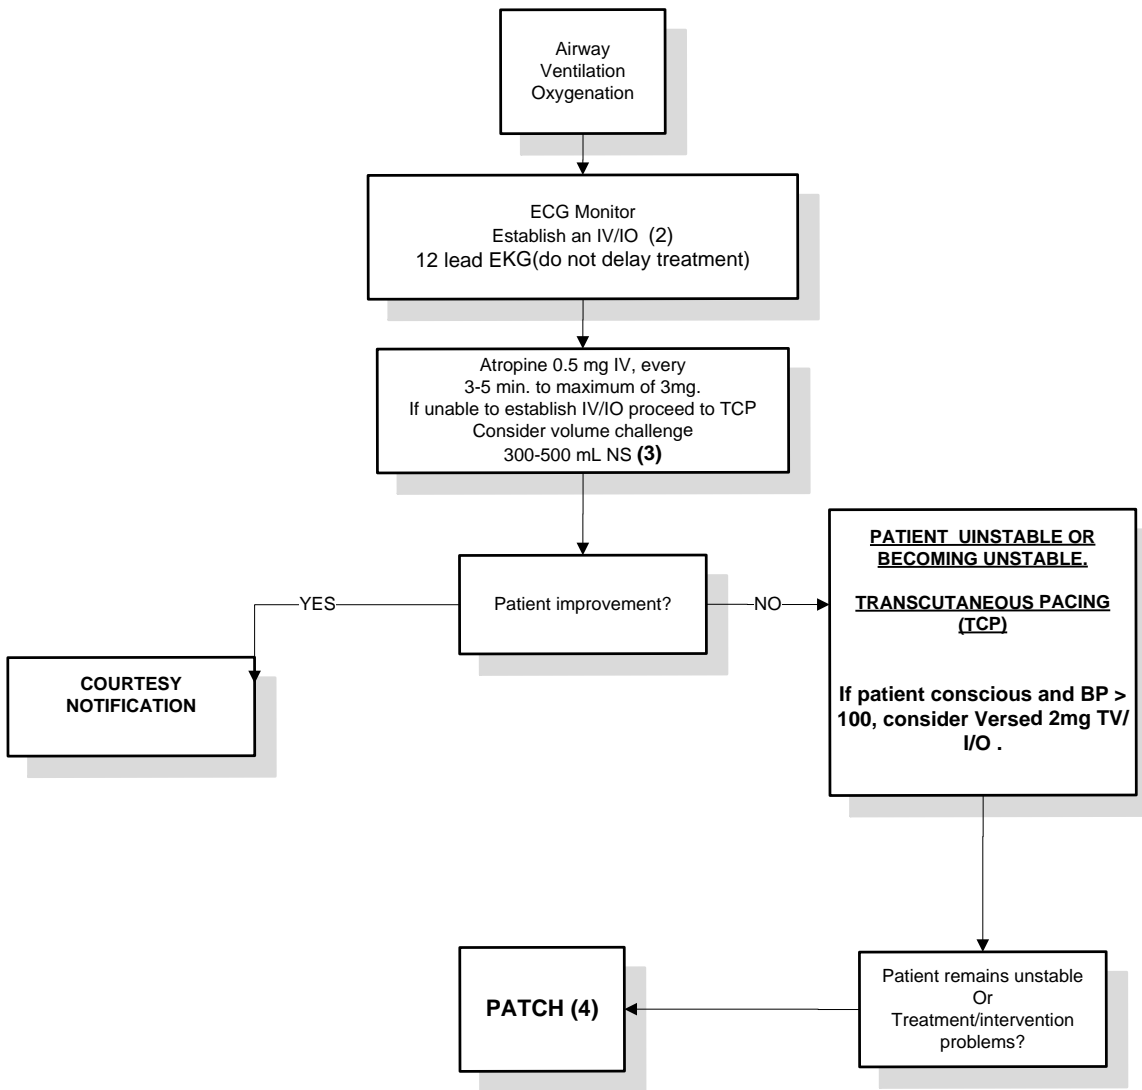 Airway
Ventilation
Oxygenation
ECG Monitor
Establish an IV/IO (2)
12 lead EKG(do not delay treatment)
Atropine 0.5 mg IV, every
3-5 min. to maximum of 3mg.
If unable to establish IV/IO proceed to TCP
Consider volume challenge
300-500 mL NS (3)
Patient improvement?
YES
NO
COURTESY
NOTIFICATION
PATIENT UINSTABLE OR
BECOMING UNSTABLE.
TRANSCUTANEOUS PACING
(TCP)
If patient conscious and BP >
100, consider Versed 2mg TV/
I/O .
Patient remains unstable
Or
Treatment/intervention
problems?
PATCH (4)